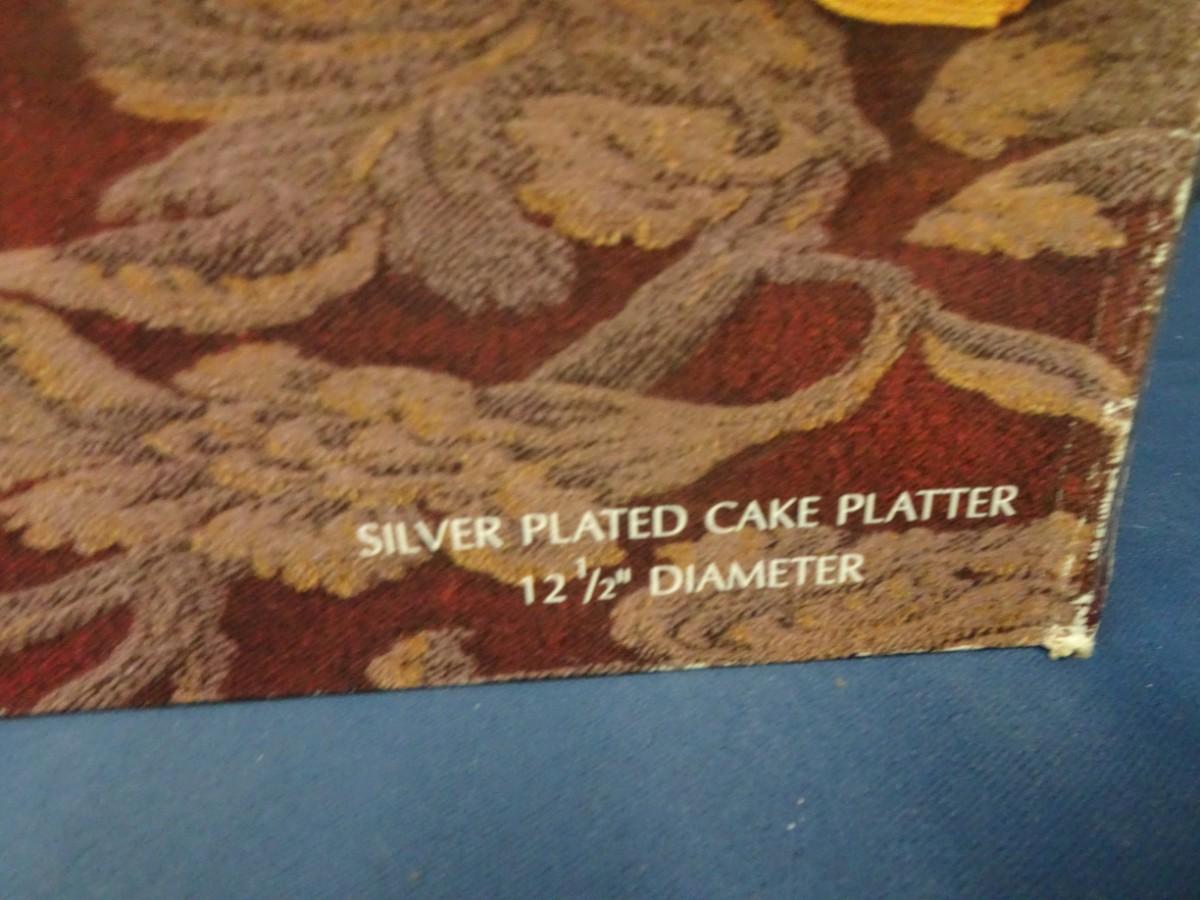 SILVER PLATED CAKE PLATTER
12 1/2" DIAMETER